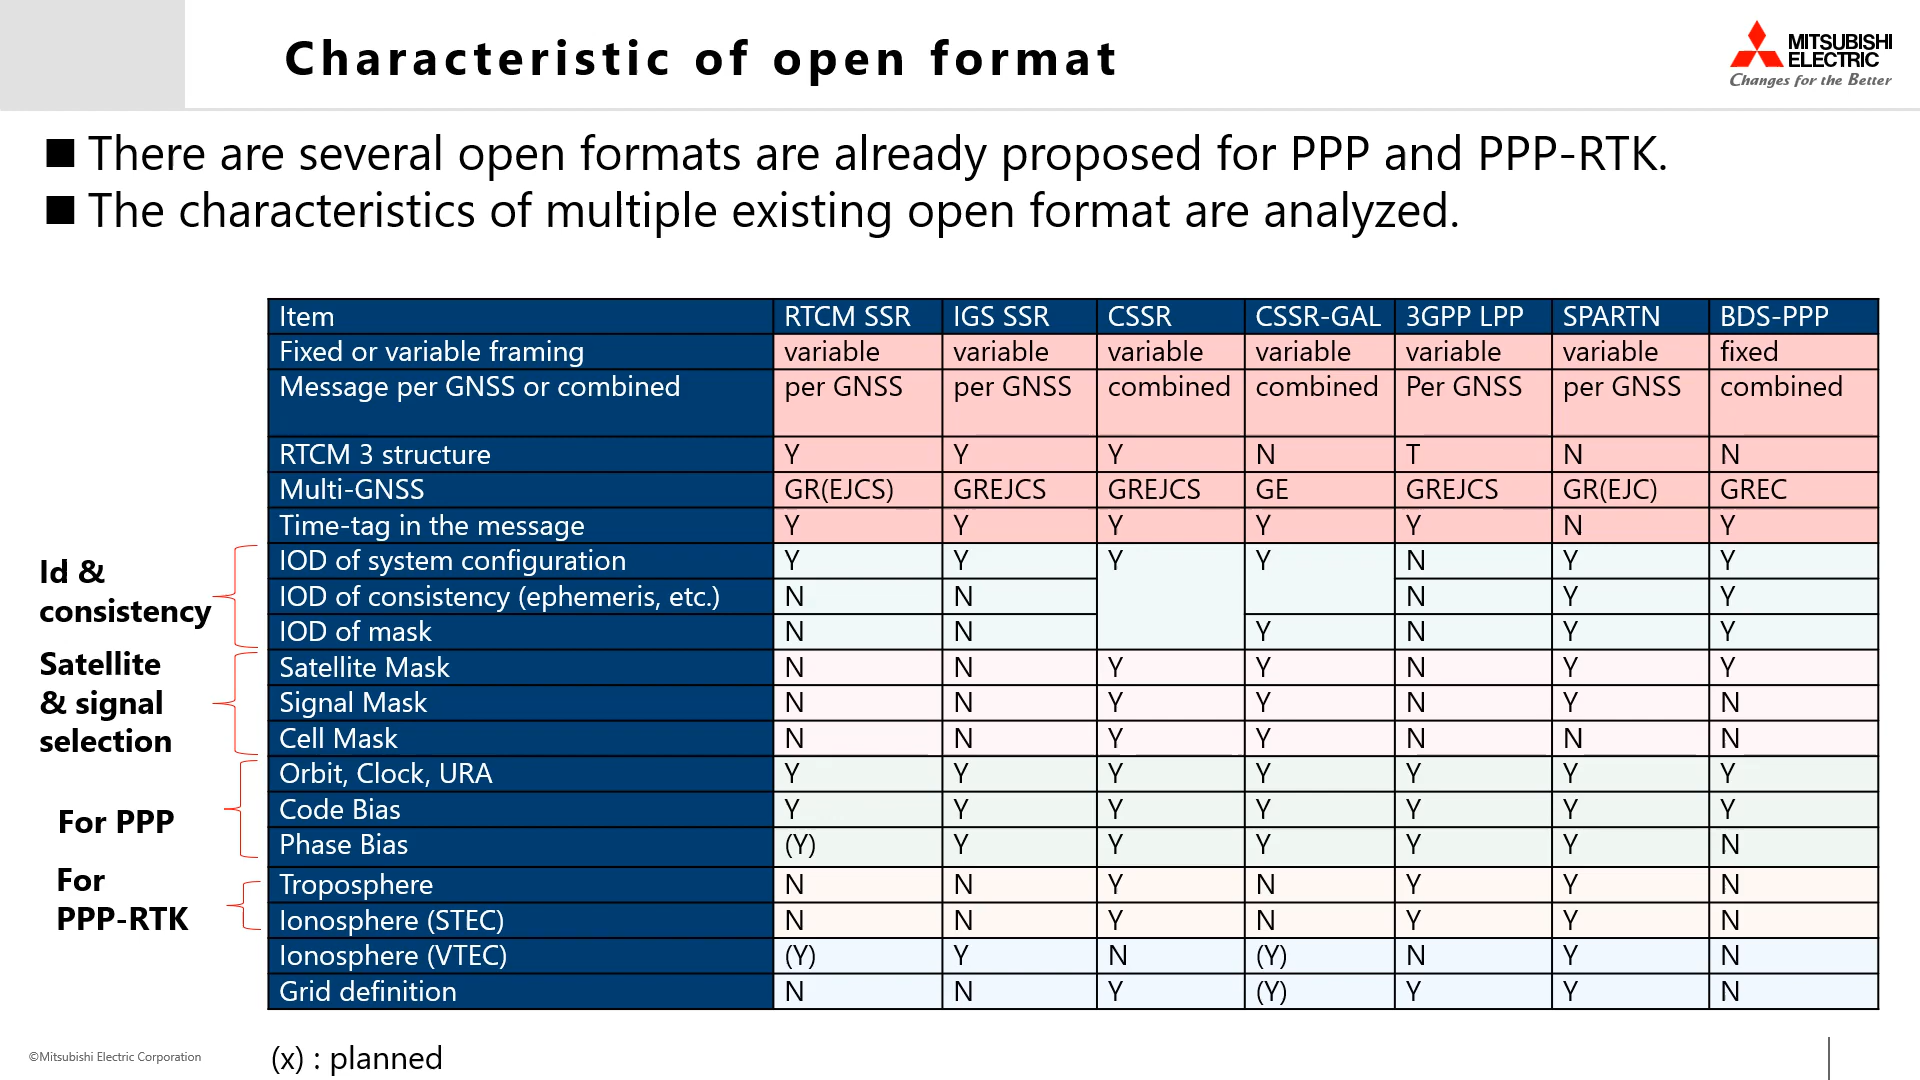 Characteristic of open format
MITSUBISHI
ELECTRIC
Changes for the Better
■ There are several open formats are already proposed for PPP and PPP-RTK.
■ The characteristics of multiple existing open format are analyzed.
Item RTCM SSR IGS SSR CSSR CSSR-GAL 3GPP LPP SPARTN BDS-PPP
Fixed or variable framing variable variable variable variable variable variable fixed
Message per GNSS or combined per GNSS per GNSS combined combined Per GNSS per GNSS combined
RTCM 3 structure Y Y Y N T N N
Multi-GNSS GR(EJCS) GREJCS GREJCS GE GREJCS GR(EJC) GREC
Time-tag in the message Y Y Y Y Y N Y
Id &
consistency
IOD of system configuration Y Y Y Y N Y Y
IOD of consistency (ephemeris, etc.) N N N Y Y
IOD of mask N N Y N Y Y
Satellite
& signal
selection
Satellite Mask N N Y Y N Y Y
Signal Mask N N Y Y N Y N
Cell Mask N N Y Y N N N
For PPP
Orbit, Clock, URA Y Y Y Y Y Y Y
Code Bias Y Y Y Y Y Y Y
Phase Bias (Y) Y Y Y Y Y N
For
PPP-RTK
Troposphere N N Y N Y Y N
Ionosphere (STEC) N N Y N Y Y N
Ionosphere (VTEC) (Y) Y N (Y) N Y N
Grid definition N N Y (Y) Y Y N
©Mitsubishi Electric Corporation
(x) : planned